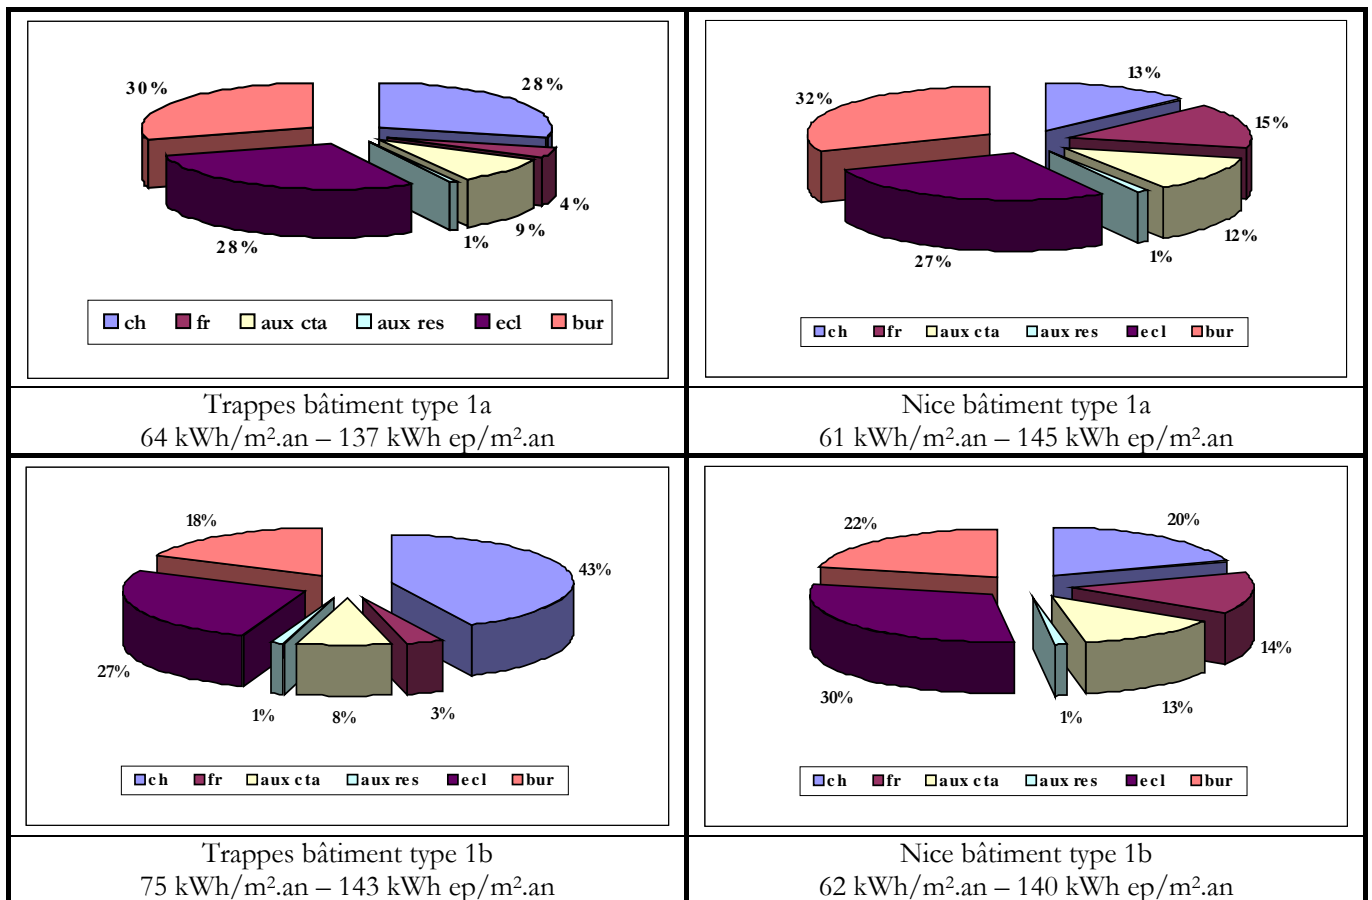 30%
28%
4%
9%
1%
28%
ch fr aux cta aux res ecl bur
Trappes bâtiment type 1a
64 kWh/m².an – 137 kWh ep/m².an
13%
32%
15%
12%
1%
27%
ch fr aux cta aux res ecl bur
Nice bâtiment type 1a
61 kWh/m².an – 145 kWh ep/m².an
18%
43%
27%
1%
8%
3%
ch fr aux cta aux res ecl bur
Trappes bâtiment type 1b
75 kWh/m².an – 143 kWh ep/m².an
22%
20%
14%
30%
1%
13%
ch fr aux cta aux res ecl bur
Nice bâtiment type 1b
62 kWh/m².an – 140 kWh ep/m².an